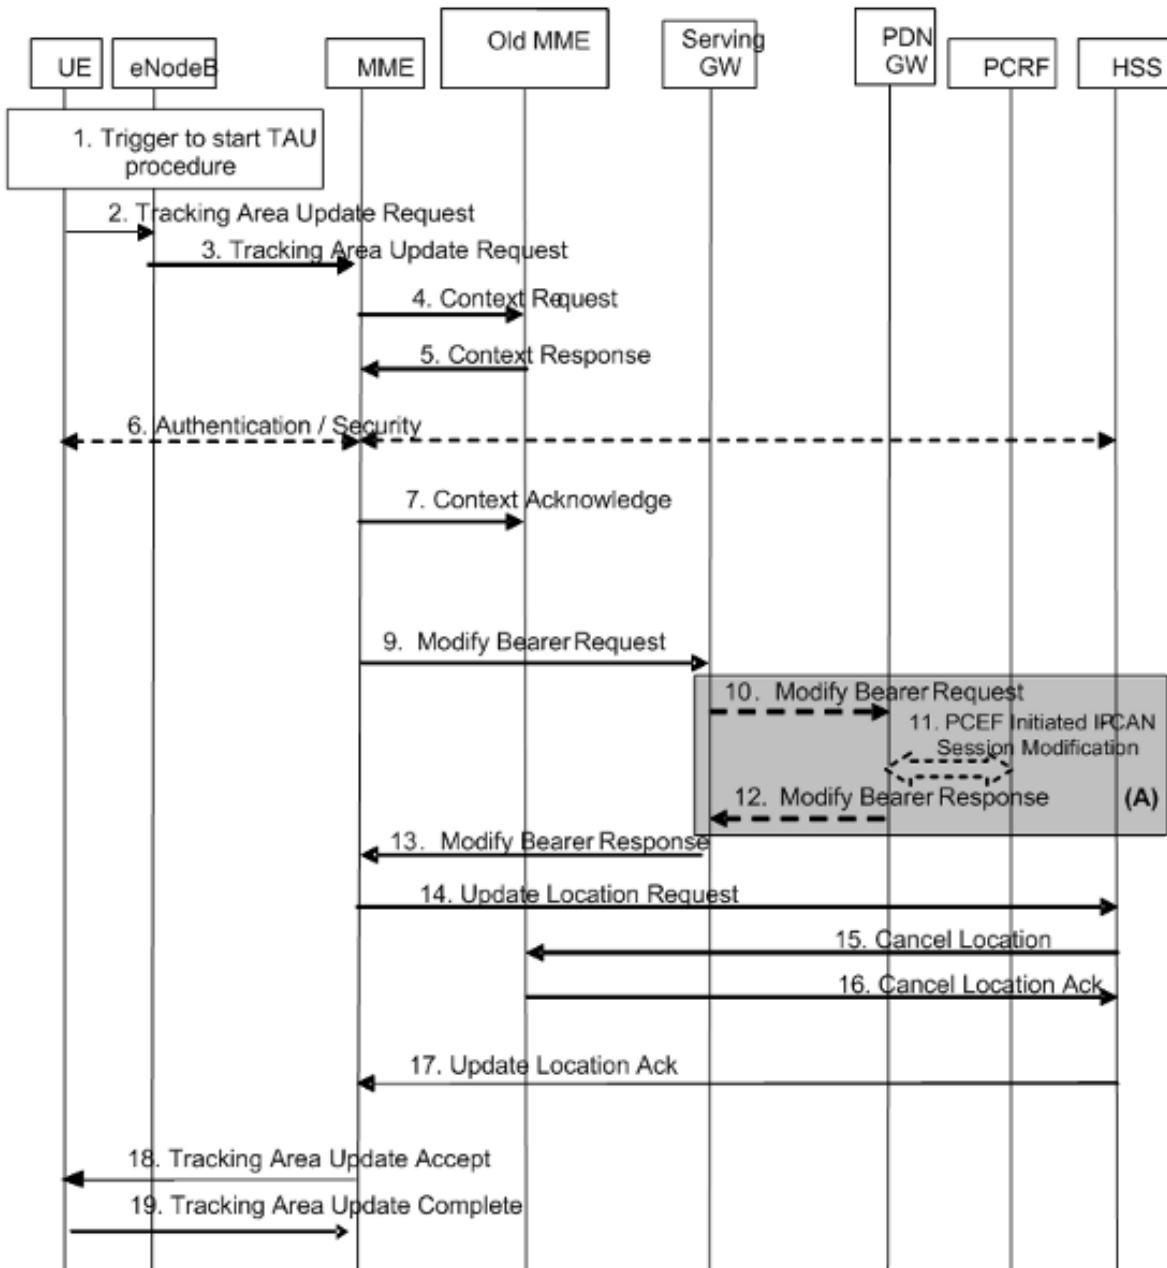 UE
eNodeB
MME
Old MME
Serving
GW
PDN
GW
PCRF
HSS
1. Trigger to start TAU
procedure
2. Tracking Area Update Request
3. Tracking Area Update Request
4. Context Request
5. Context Response
6. Authentication / Security
7. Context Acknowledge
9. Modify Bearer Request
10. Modify Bearer Request
11. PCEF Initiated IP-CAN
Session Modification
12. Modify Bearer Response
(A)
13. Modify Bearer Response
14. Update Location Request
15. Cancel Location
16. Cancel Location Ack
17. Update Location Ack
18. Tracking Area Update Accept
19. Tracking Area Update Complete